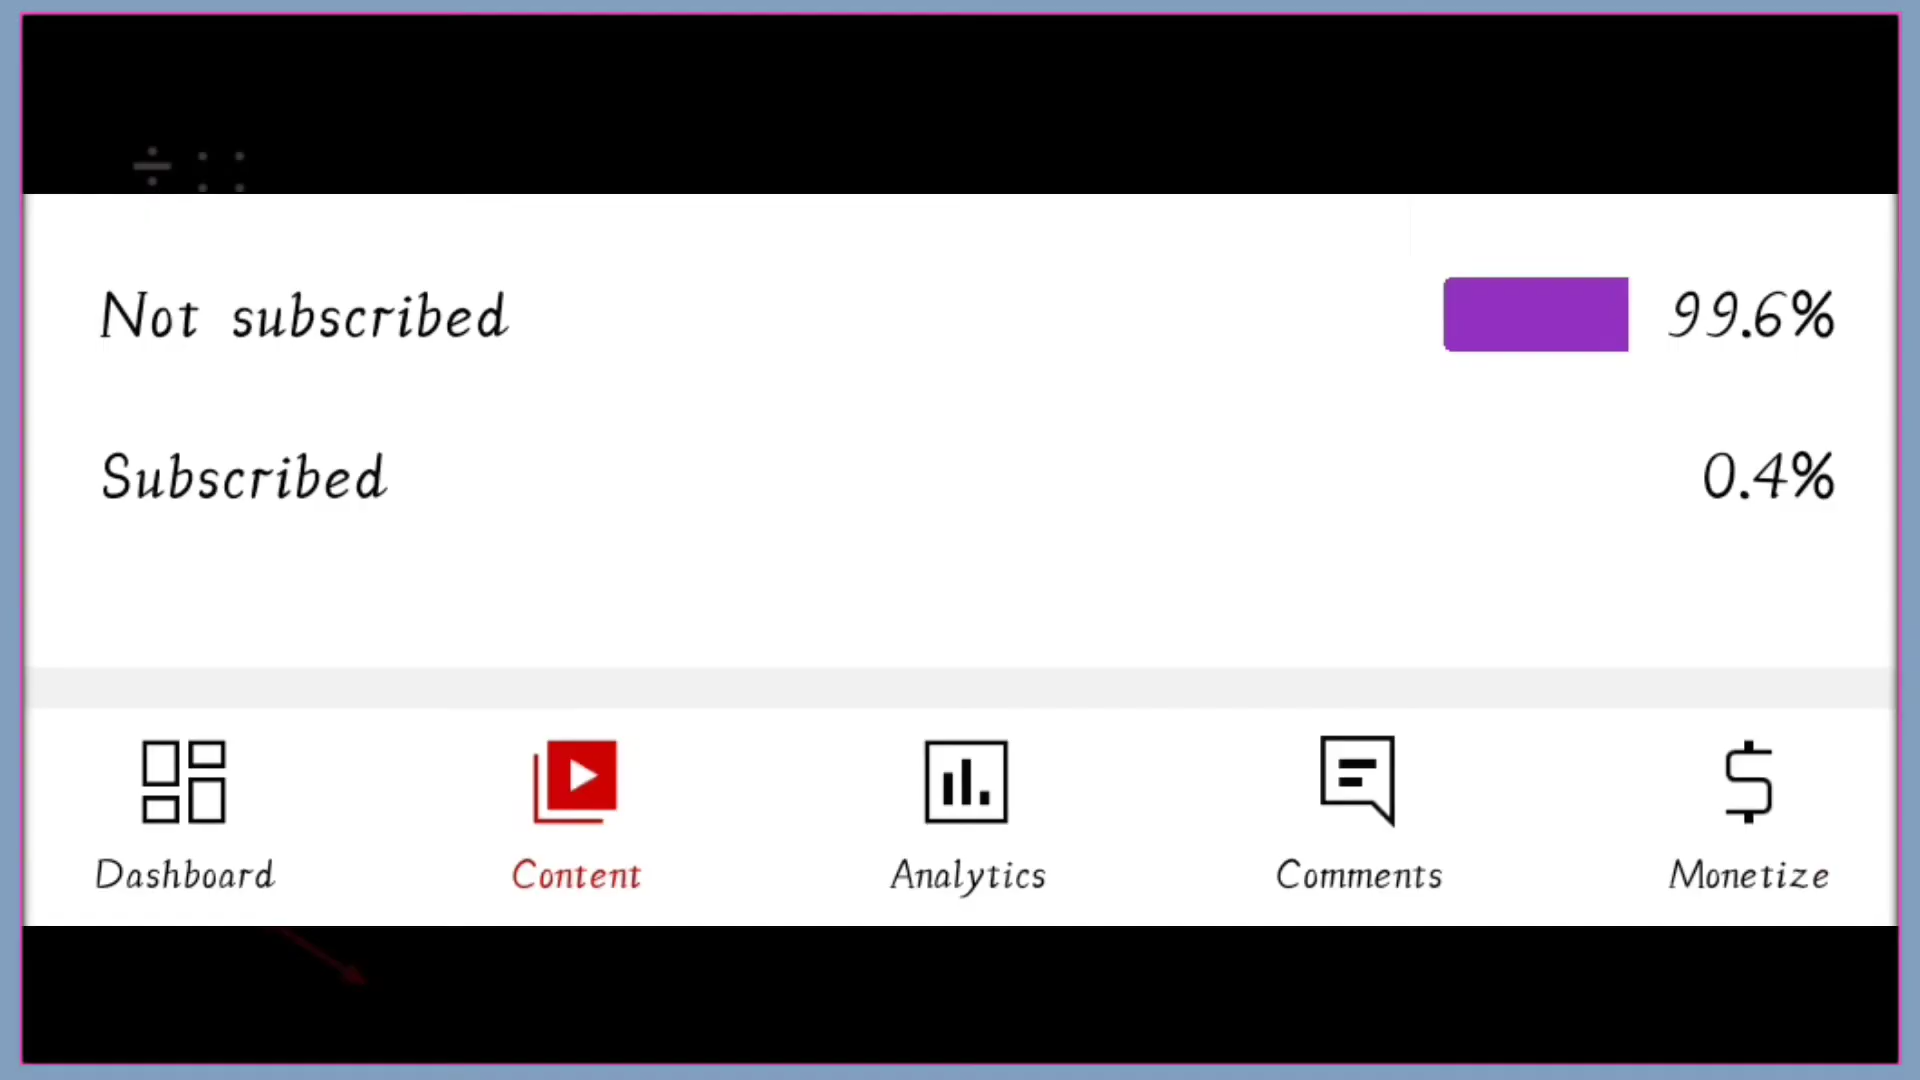 ÷ : :
Not subscribed 99.6%
Subscribed 0.4%
Dashboard Content Analytics Comments Monetize